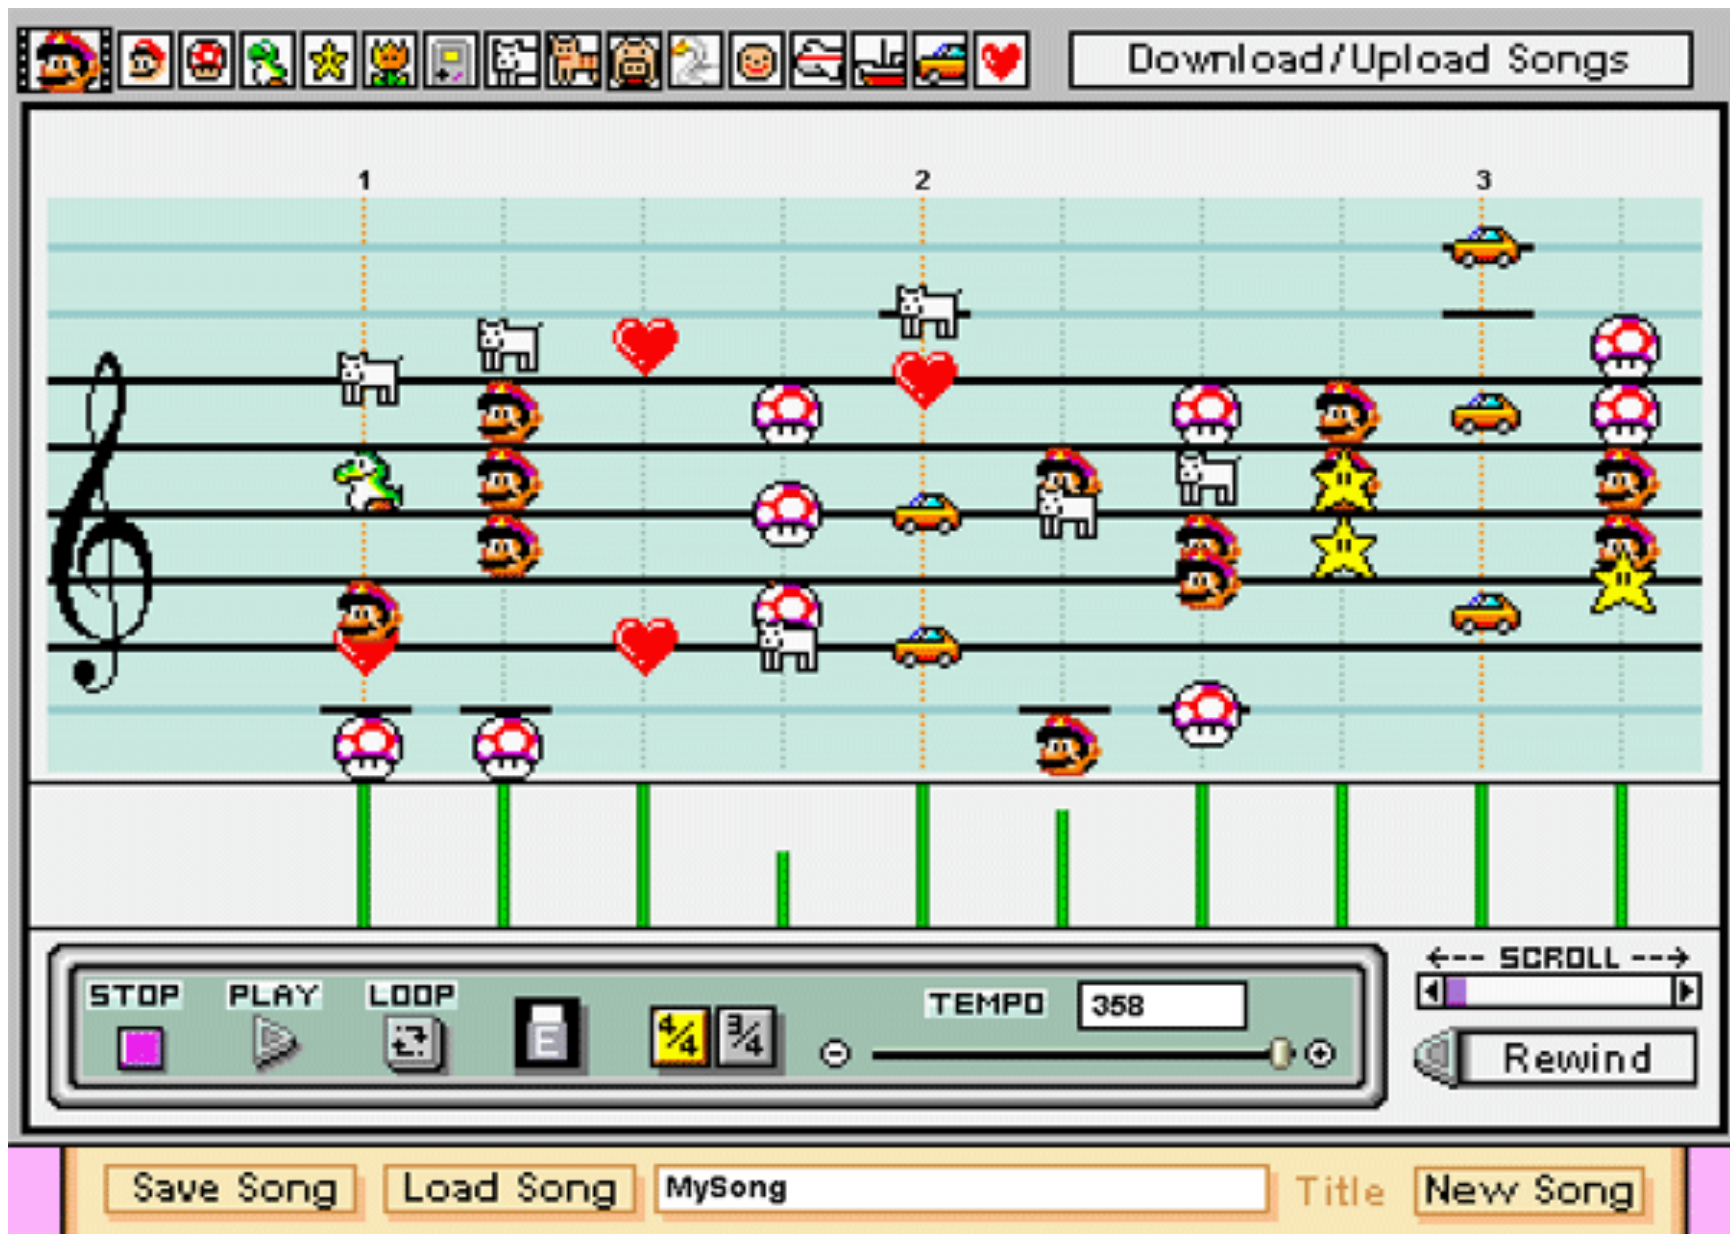 Download/Upload Songs
1 2 3
<--- SCROLL --->
STOP PLAY LOOP TEMPO 358
E 4/4 3/4
Rewind
Save Song Load Song MySong Title New Song